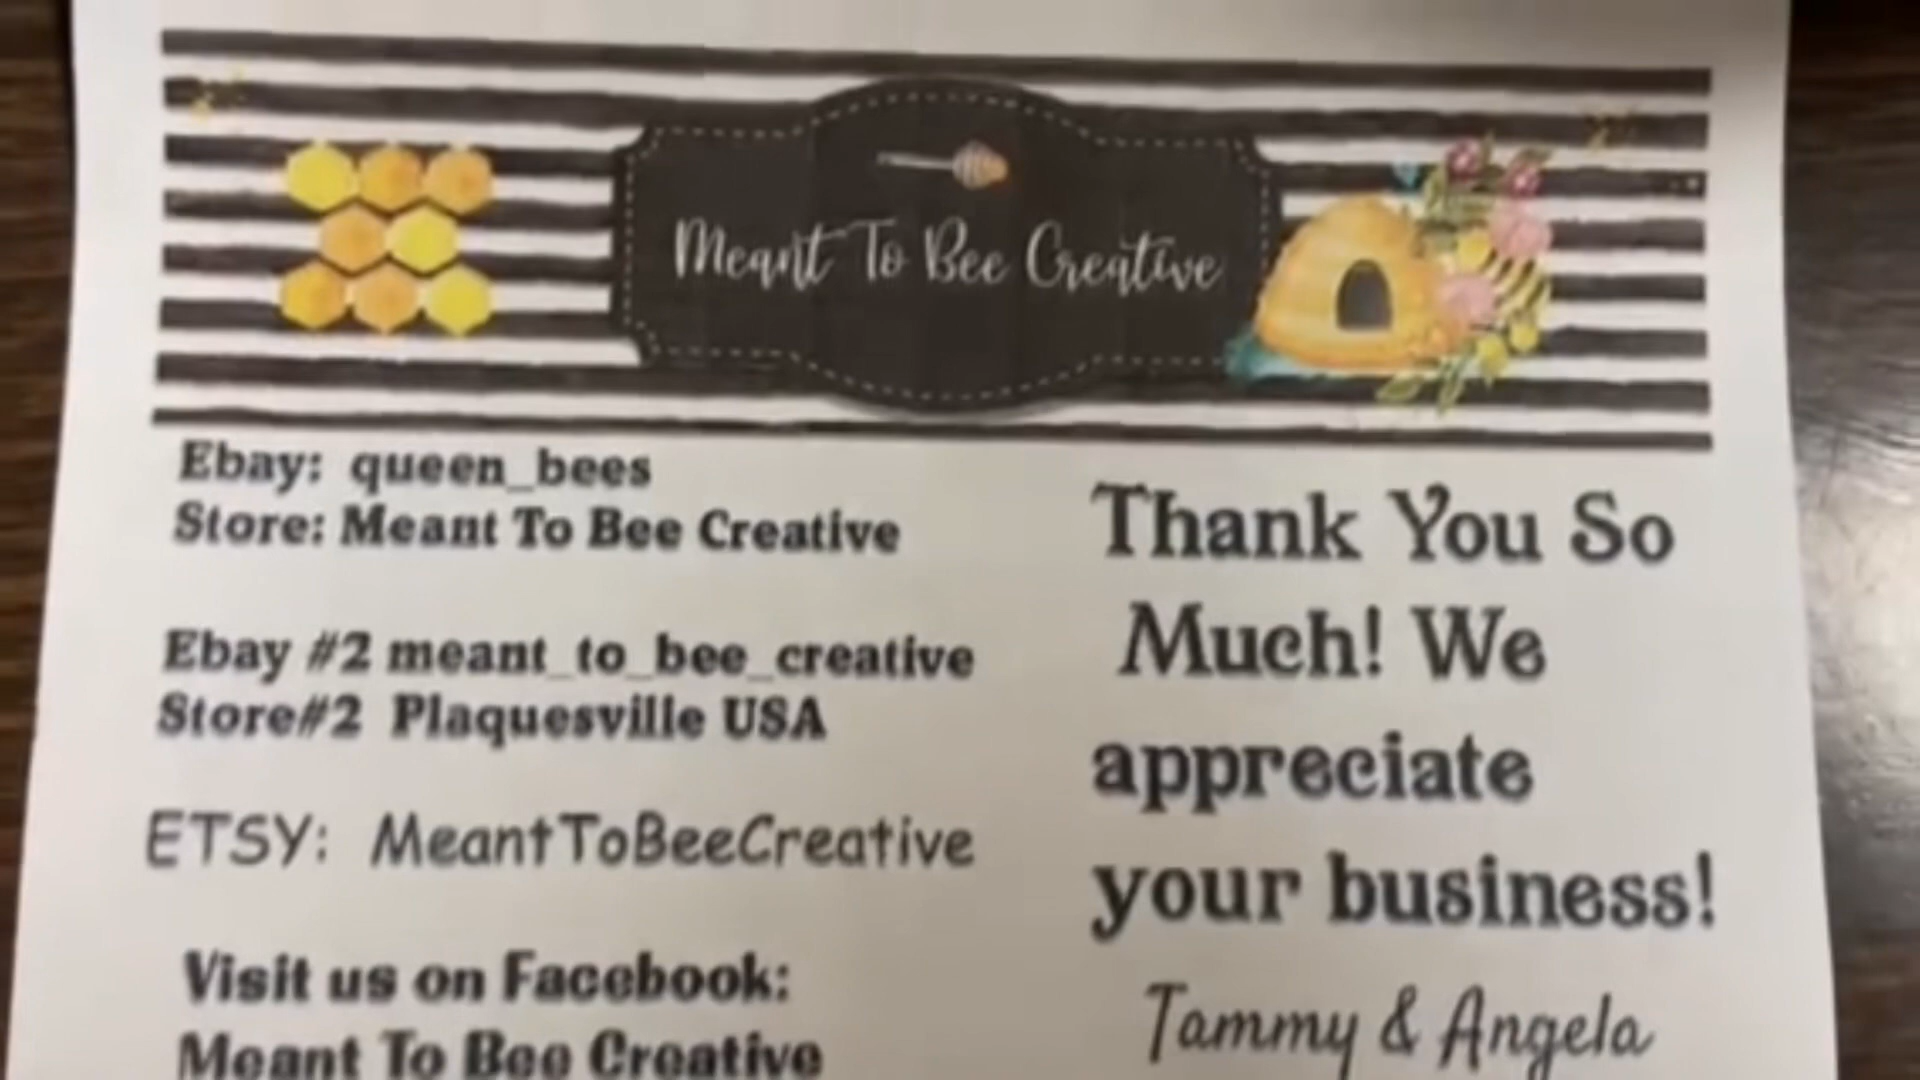 Meant To Bee Creative
Ebay: queen_bees
Store: Meant To Bee Creative
Ebay #2 meant_to_bee_creative
Store#2 Plaquesville USA
ETSY: MeantToBeeCreative
Visit us on Facebook:
Meant To Bee Creative
Thank You So
Much! We
appreciate
your business!
Tammy & Angela